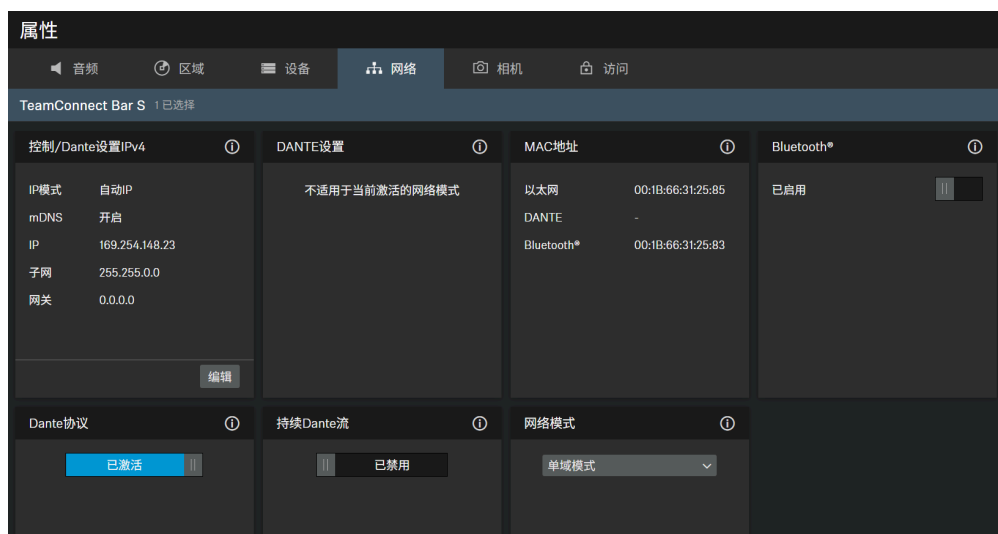 属性
音频 区域 设备 网络 相机 访问
TeamConnect Bar S 1 已选择
控制/Dante设置IPv4
IP模式 自动IP
mDNS 开启
IP 169.254.148.23
子网 255.255.0.0
网关 0.0.0.0
编辑
DANTE设置
不适用于当前激活的网络模式
MAC地址
以太网 00:1B:66:31:25:85
DANTE -
Bluetooth® 00:1B:66:31:25:83
Bluetooth®
已启用
Dante协议
已激活
持续Dante流
已禁用
网络模式
单域模式